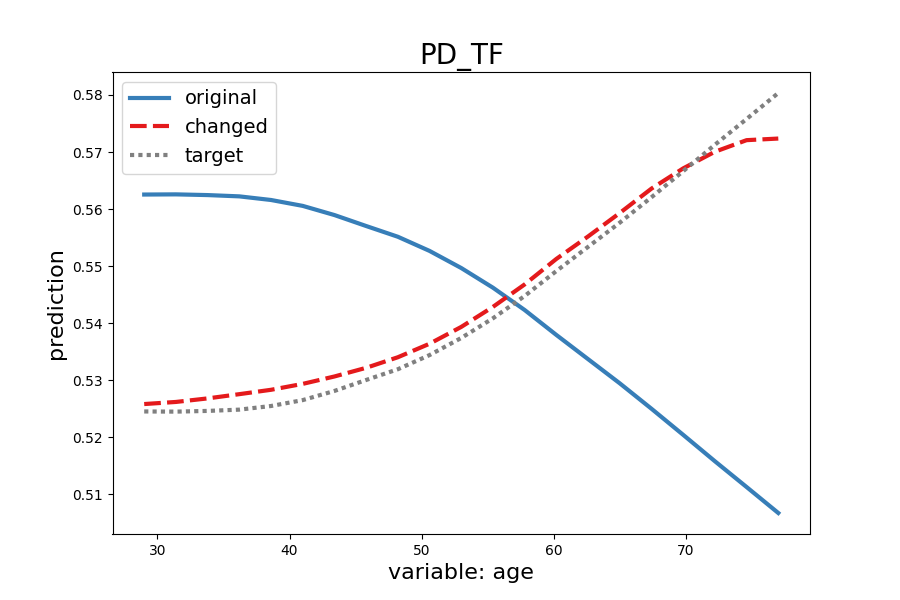 PD_TF
original
changed
target
0.58
0.57
0.56
0.55
0.54
0.53
0.52
0.51
prediction
30 40 50 60 70
variable: age